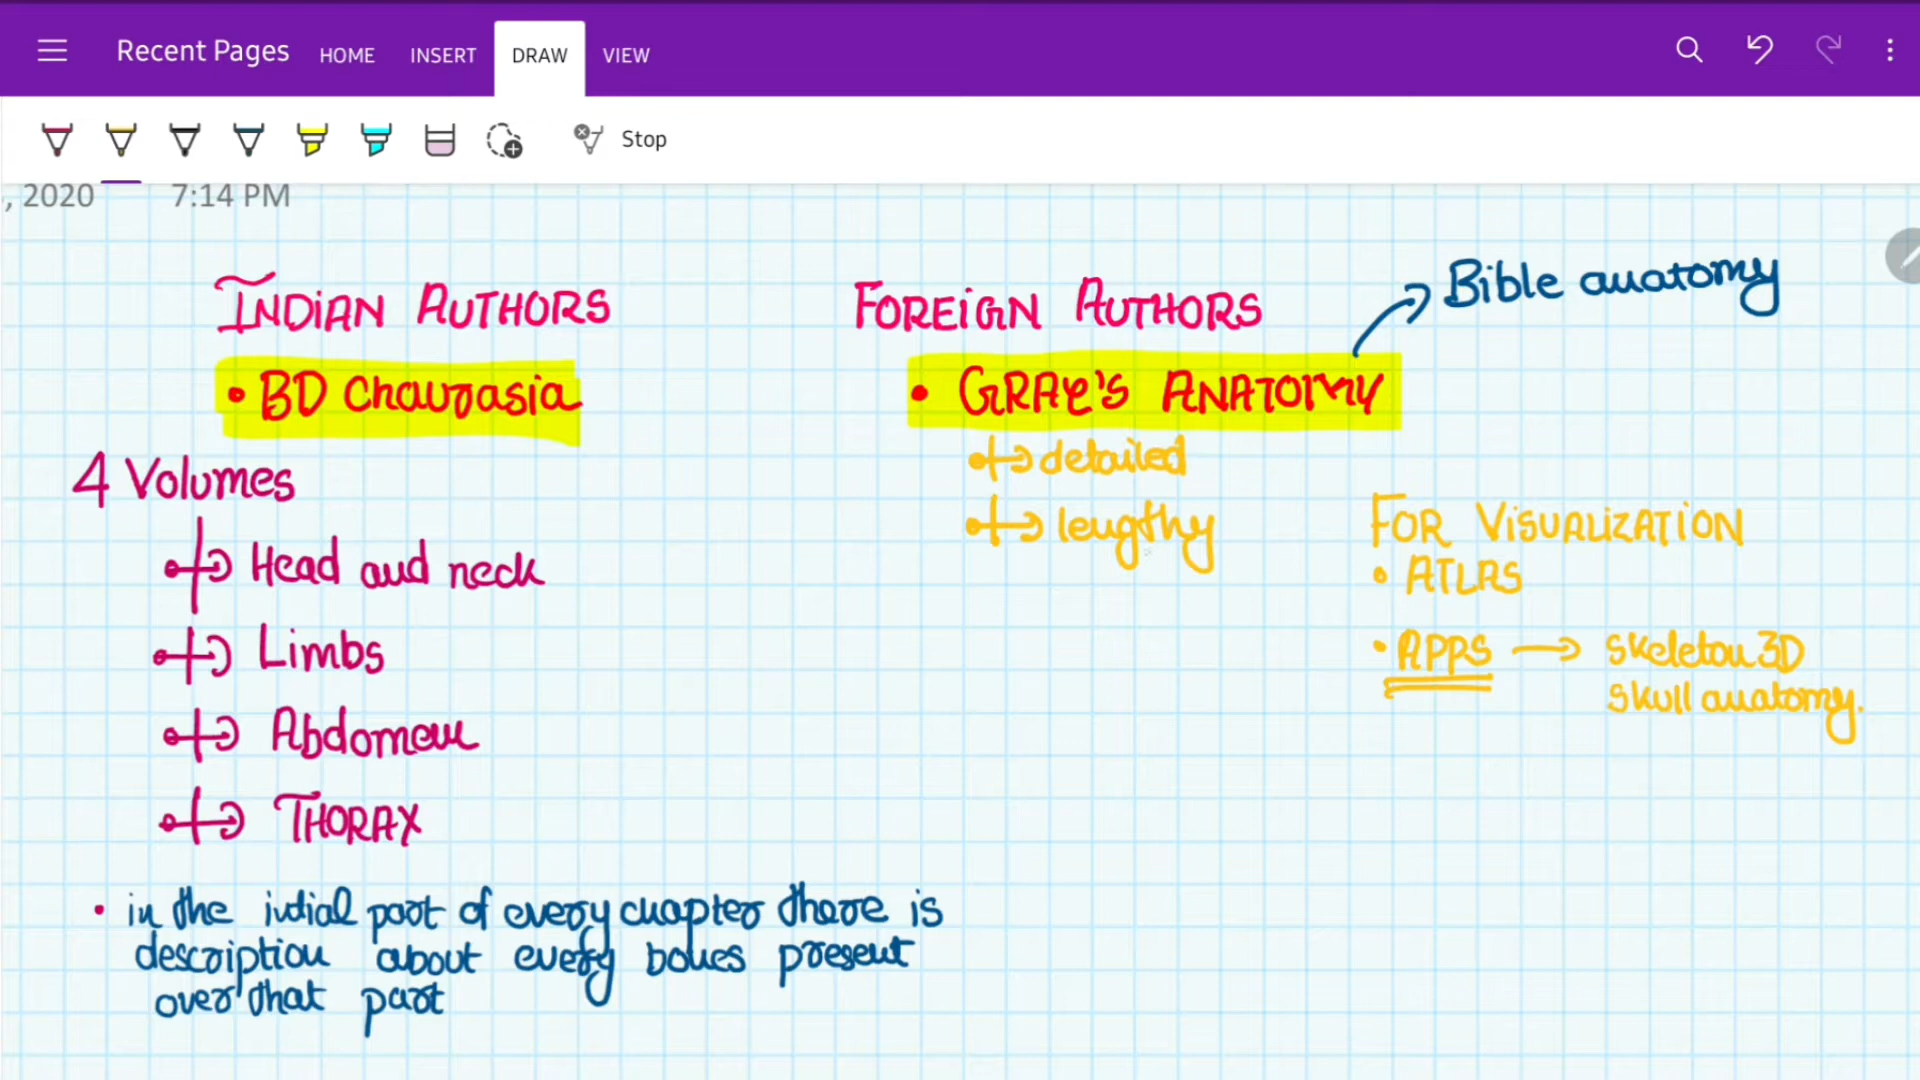 Recent Pages HOME INSERT DRAW VIEW
Stop
, 2020 7:14 PM
INDIAN AUTHORS
• BD Chaurasia
4 Volumes
Head and neck
Limbs
Abdomen
THORAX
• in the intial part of every chapter there is
description about every bones present
over that part
FOREIGN AUTHORS
• GRAY'S ANATOMY
Bible anatomy
detailed
lengthy
FOR VISUALIZATION
• ATLAS
• APPS → skeleton 3D
skull anatomy.